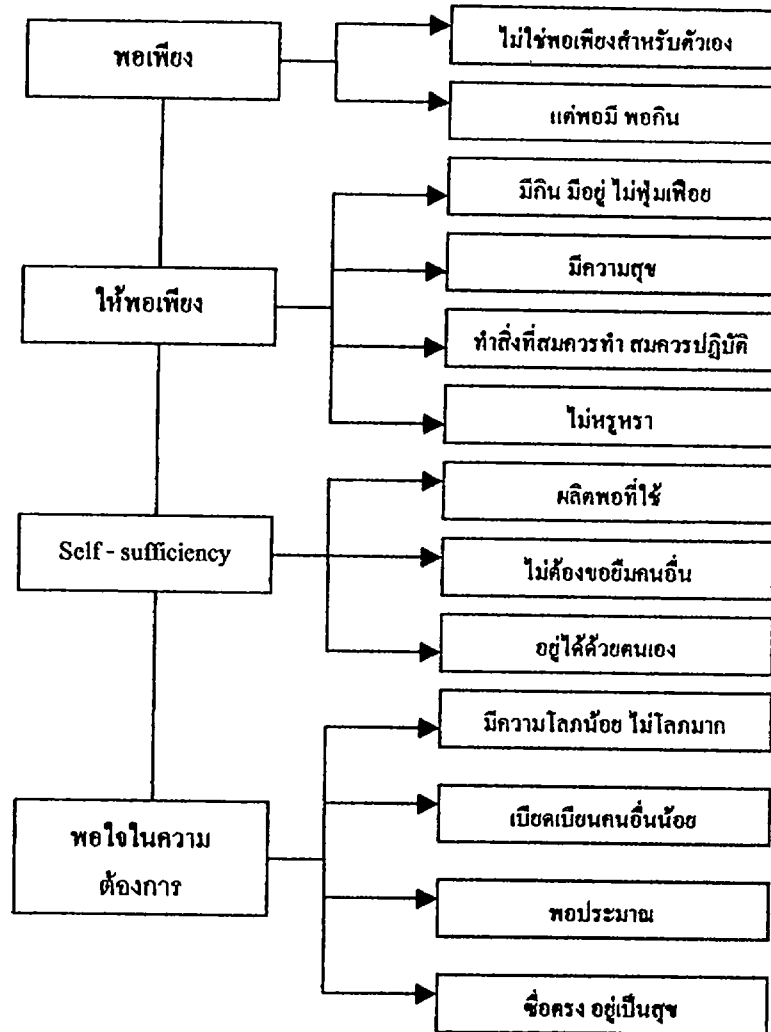 พอเพียง
ไม่ใช่พอเพียงสำหรับตัวเอง
แต่พอมี พอกิน
ให้พอเพียง
มีกิน มีอยู่ ไม่ฟุ่มเฟือย
มีความสุข
ทำสิ่งที่สมควรทำ สมควรปฏิบัติ
ไม่หรูหรา
Self - sufficiency
ผลิตพอที่ใช้
ไม่ต้องขอยืมคนอื่น
อยู่ได้ด้วยตนเอง
พอใจในความ
ต้องการ
มีความโลภน้อย ไม่โลภมาก
เบียดเบียนคนอื่นน้อย
พอประมาณ
ซื่อตรง อยู่เป็นสุข